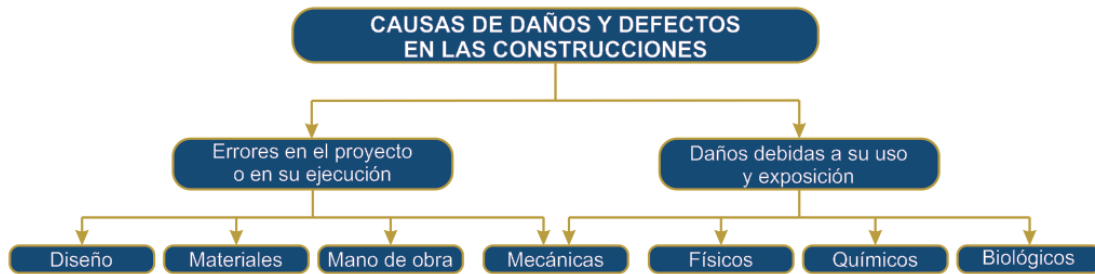 CAUSAS DE DAÑOS Y DEFECTOS
EN LAS CONSTRUCCIONES
Errores en el proyecto
o en su ejecución
Daños debidas a su uso
y exposición
Diseño
Materiales
Mano de obra
Mecánicas
Físicos
Químicos
Biológicos